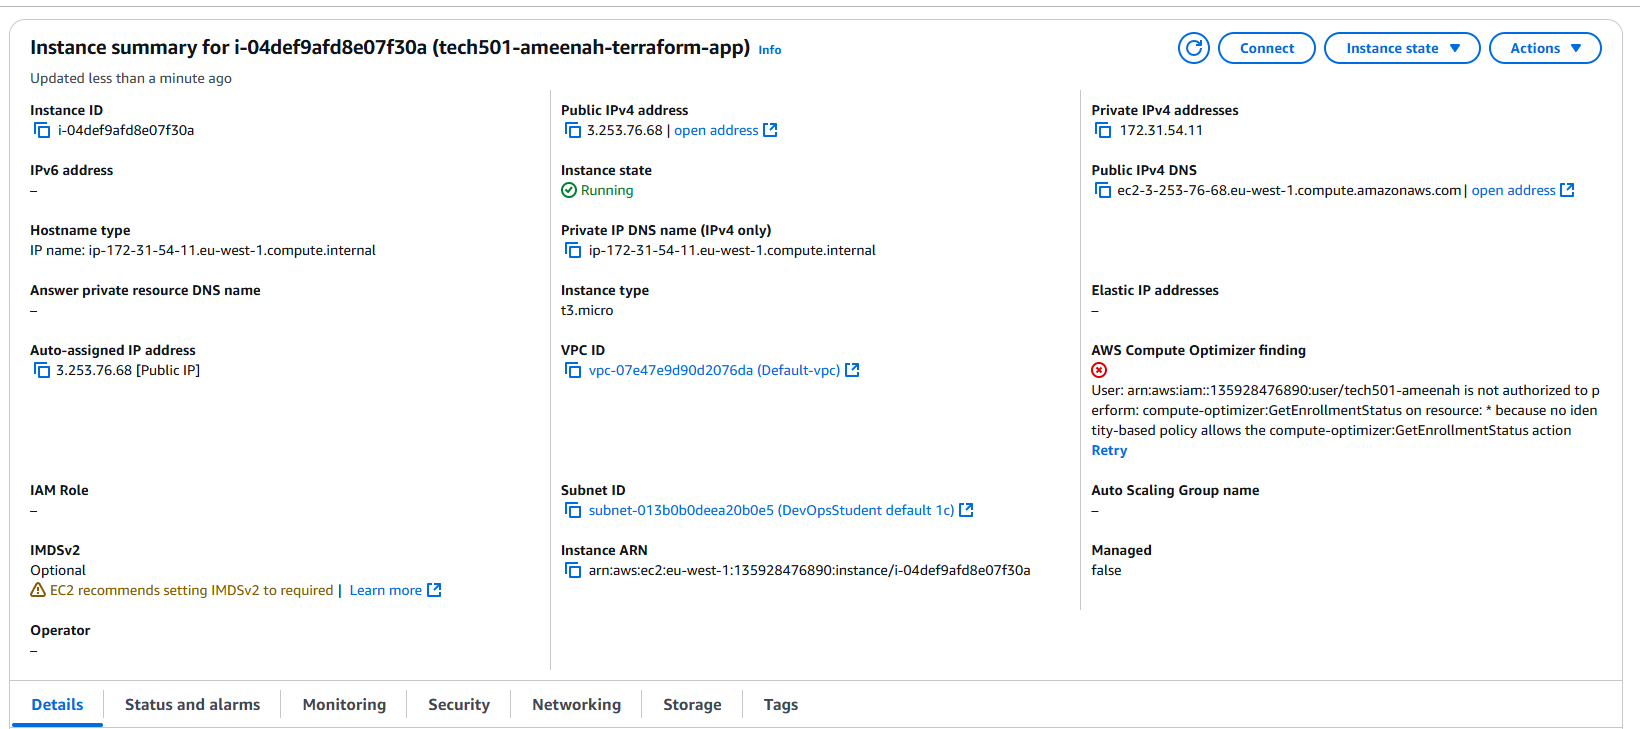 Instance summary for i-04def9afd8e07f30a (tech501-ameenah-terraform-app) Info
Connect
Instance state
Actions
Updated less than a minute ago
Instance ID
i-04def9afd8e07f30a
Public IPv4 address
3.253.76.68 | open address
Private IPv4 addresses
172.31.54.11
IPv6 address
–
Instance state
Running
Public IPv4 DNS
ec2-3-253-76-68.eu-west-1.compute.amazonaws.com | open address
Hostname type
IP name: ip-172-31-54-11.eu-west-1.compute.internal
Private IP DNS name (IPv4 only)
ip-172-31-54-11.eu-west-1.compute.internal
Answer private resource DNS name
–
Instance type
t3.micro
Elastic IP addresses
–
Auto-assigned IP address
3.253.76.68 [Public IP]
VPC ID
vpc-07e47e9d90d2076da (Default-vpc)
AWS Compute Optimizer finding
User: arn:aws:iam::135928476890:user/tech501-ameenah is not authorized to p
erform: compute-optimizer:GetEnrollmentStatus on resource: * because no iden
tity-based policy allows the compute-optimizer:GetEnrollmentStatus action
Retry
IAM Role
–
Subnet ID
subnet-013b0b0deea20b0e5 (DevOpsStudent default 1c)
Auto Scaling Group name
–
IMDSv2
Optional
EC2 recommends setting IMDSv2 to required | Learn more
Instance ARN
arn:aws:ec2:eu-west-1:135928476890:instance/i-04def9afd8e07f30a
Managed
false
Operator
–
Details
Status and alarms
Monitoring
Security
Networking
Storage
Tags